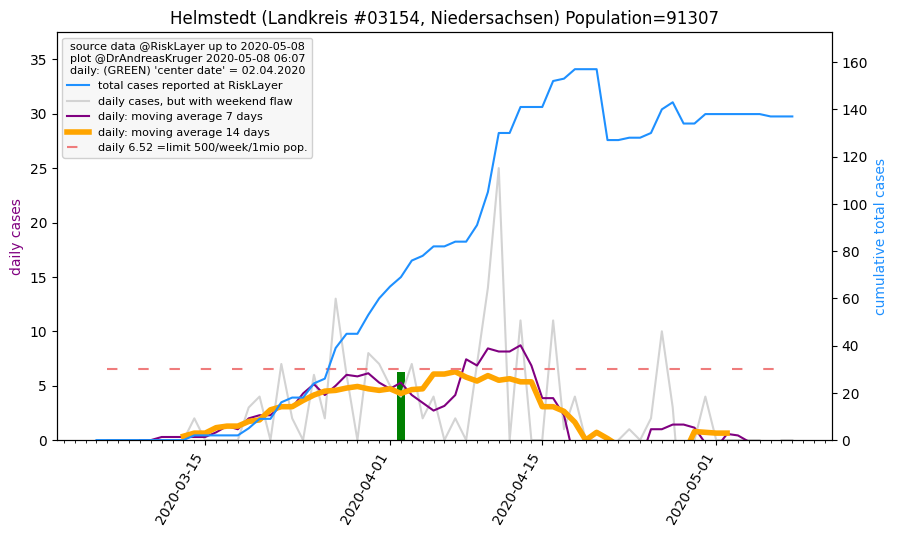 Helmstedt (Landkreis #03154, Niedersachsen) Population=91307
source data @RiskLayer up to 2020-05-08
plot @DrAndreasKruger 2020-05-08 06:07
daily: (GREEN) 'center date' = 02.04.2020
total cases reported at RiskLayer
daily cases, but with weekend flaw
daily: moving average 7 days
daily: moving average 14 days
daily 6.52 =limit 500/week/1mio pop.
daily cases
35
30
25
20
15
10
5
0
160
140
120
100
80
60
40
20
0
cumulative total cases
2020-03-15
2020-04-01
2020-04-15
2020-05-01